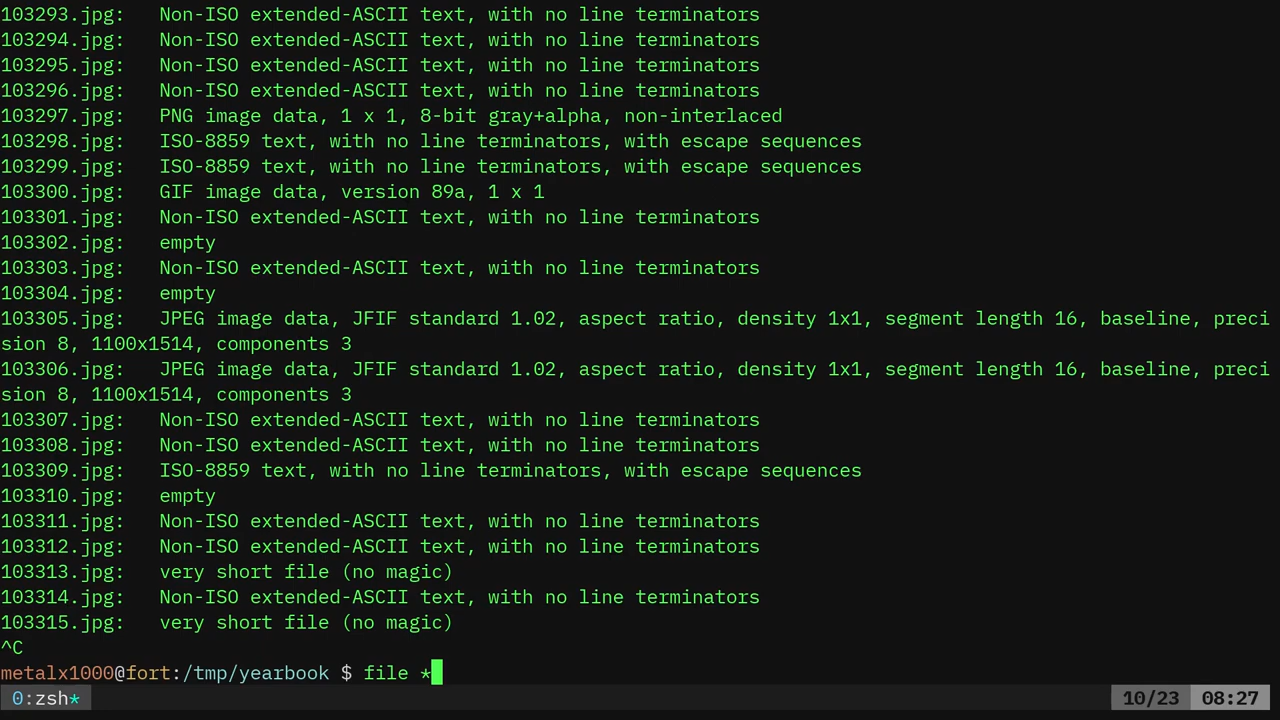 103293.jpg:   Non-ISO extended-ASCII text, with no line terminators
103294.jpg:   Non-ISO extended-ASCII text, with no line terminators
103295.jpg:   Non-ISO extended-ASCII text, with no line terminators
103296.jpg:   Non-ISO extended-ASCII text, with no line terminators
103297.jpg:   PNG image data, 1 x 1, 8-bit gray+alpha, non-interlaced
103298.jpg:   ISO-8859 text, with no line terminators, with escape sequences
103299.jpg:   ISO-8859 text, with no line terminators, with escape sequences
103300.jpg:   GIF image data, version 89a, 1 x 1
103301.jpg:   Non-ISO extended-ASCII text, with no line terminators
103302.jpg:   empty
103303.jpg:   Non-ISO extended-ASCII text, with no line terminators
103304.jpg:   empty
103305.jpg:   JPEG image data, JFIF standard 1.02, aspect ratio, density 1x1, segment length 16, baseline, preci
sion 8, 1100x1514, components 3
103306.jpg:   JPEG image data, JFIF standard 1.02, aspect ratio, density 1x1, segment length 16, baseline, preci
sion 8, 1100x1514, components 3
103307.jpg:   Non-ISO extended-ASCII text, with no line terminators
103308.jpg:   Non-ISO extended-ASCII text, with no line terminators
103309.jpg:   ISO-8859 text, with no line terminators, with escape sequences
103310.jpg:   empty
103311.jpg:   Non-ISO extended-ASCII text, with no line terminators
103312.jpg:   Non-ISO extended-ASCII text, with no line terminators
103313.jpg:   very short file (no magic)
103314.jpg:   Non-ISO extended-ASCII text, with no line terminators
103315.jpg:   very short file (no magic)
^C
metalx1000@fort:/tmp/yearbook $ file *
0:zsh* 10/23 08:27